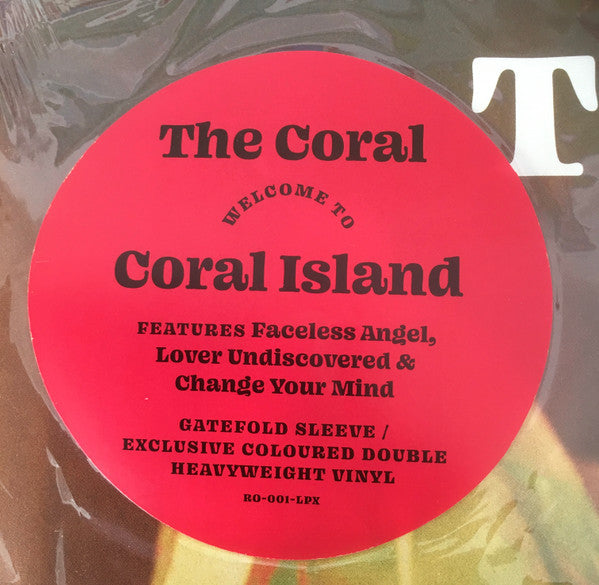 T
The Coral
WELCOME TO
Coral Island
FEATURES Faceless Angel,
Lover Undiscovered &
Change Your Mind
GATEFOLD SLEEVE /
EXCLUSIVE COLOURED DOUBLE
HEAVYWEIGHT VINYL
RO-001-LPX